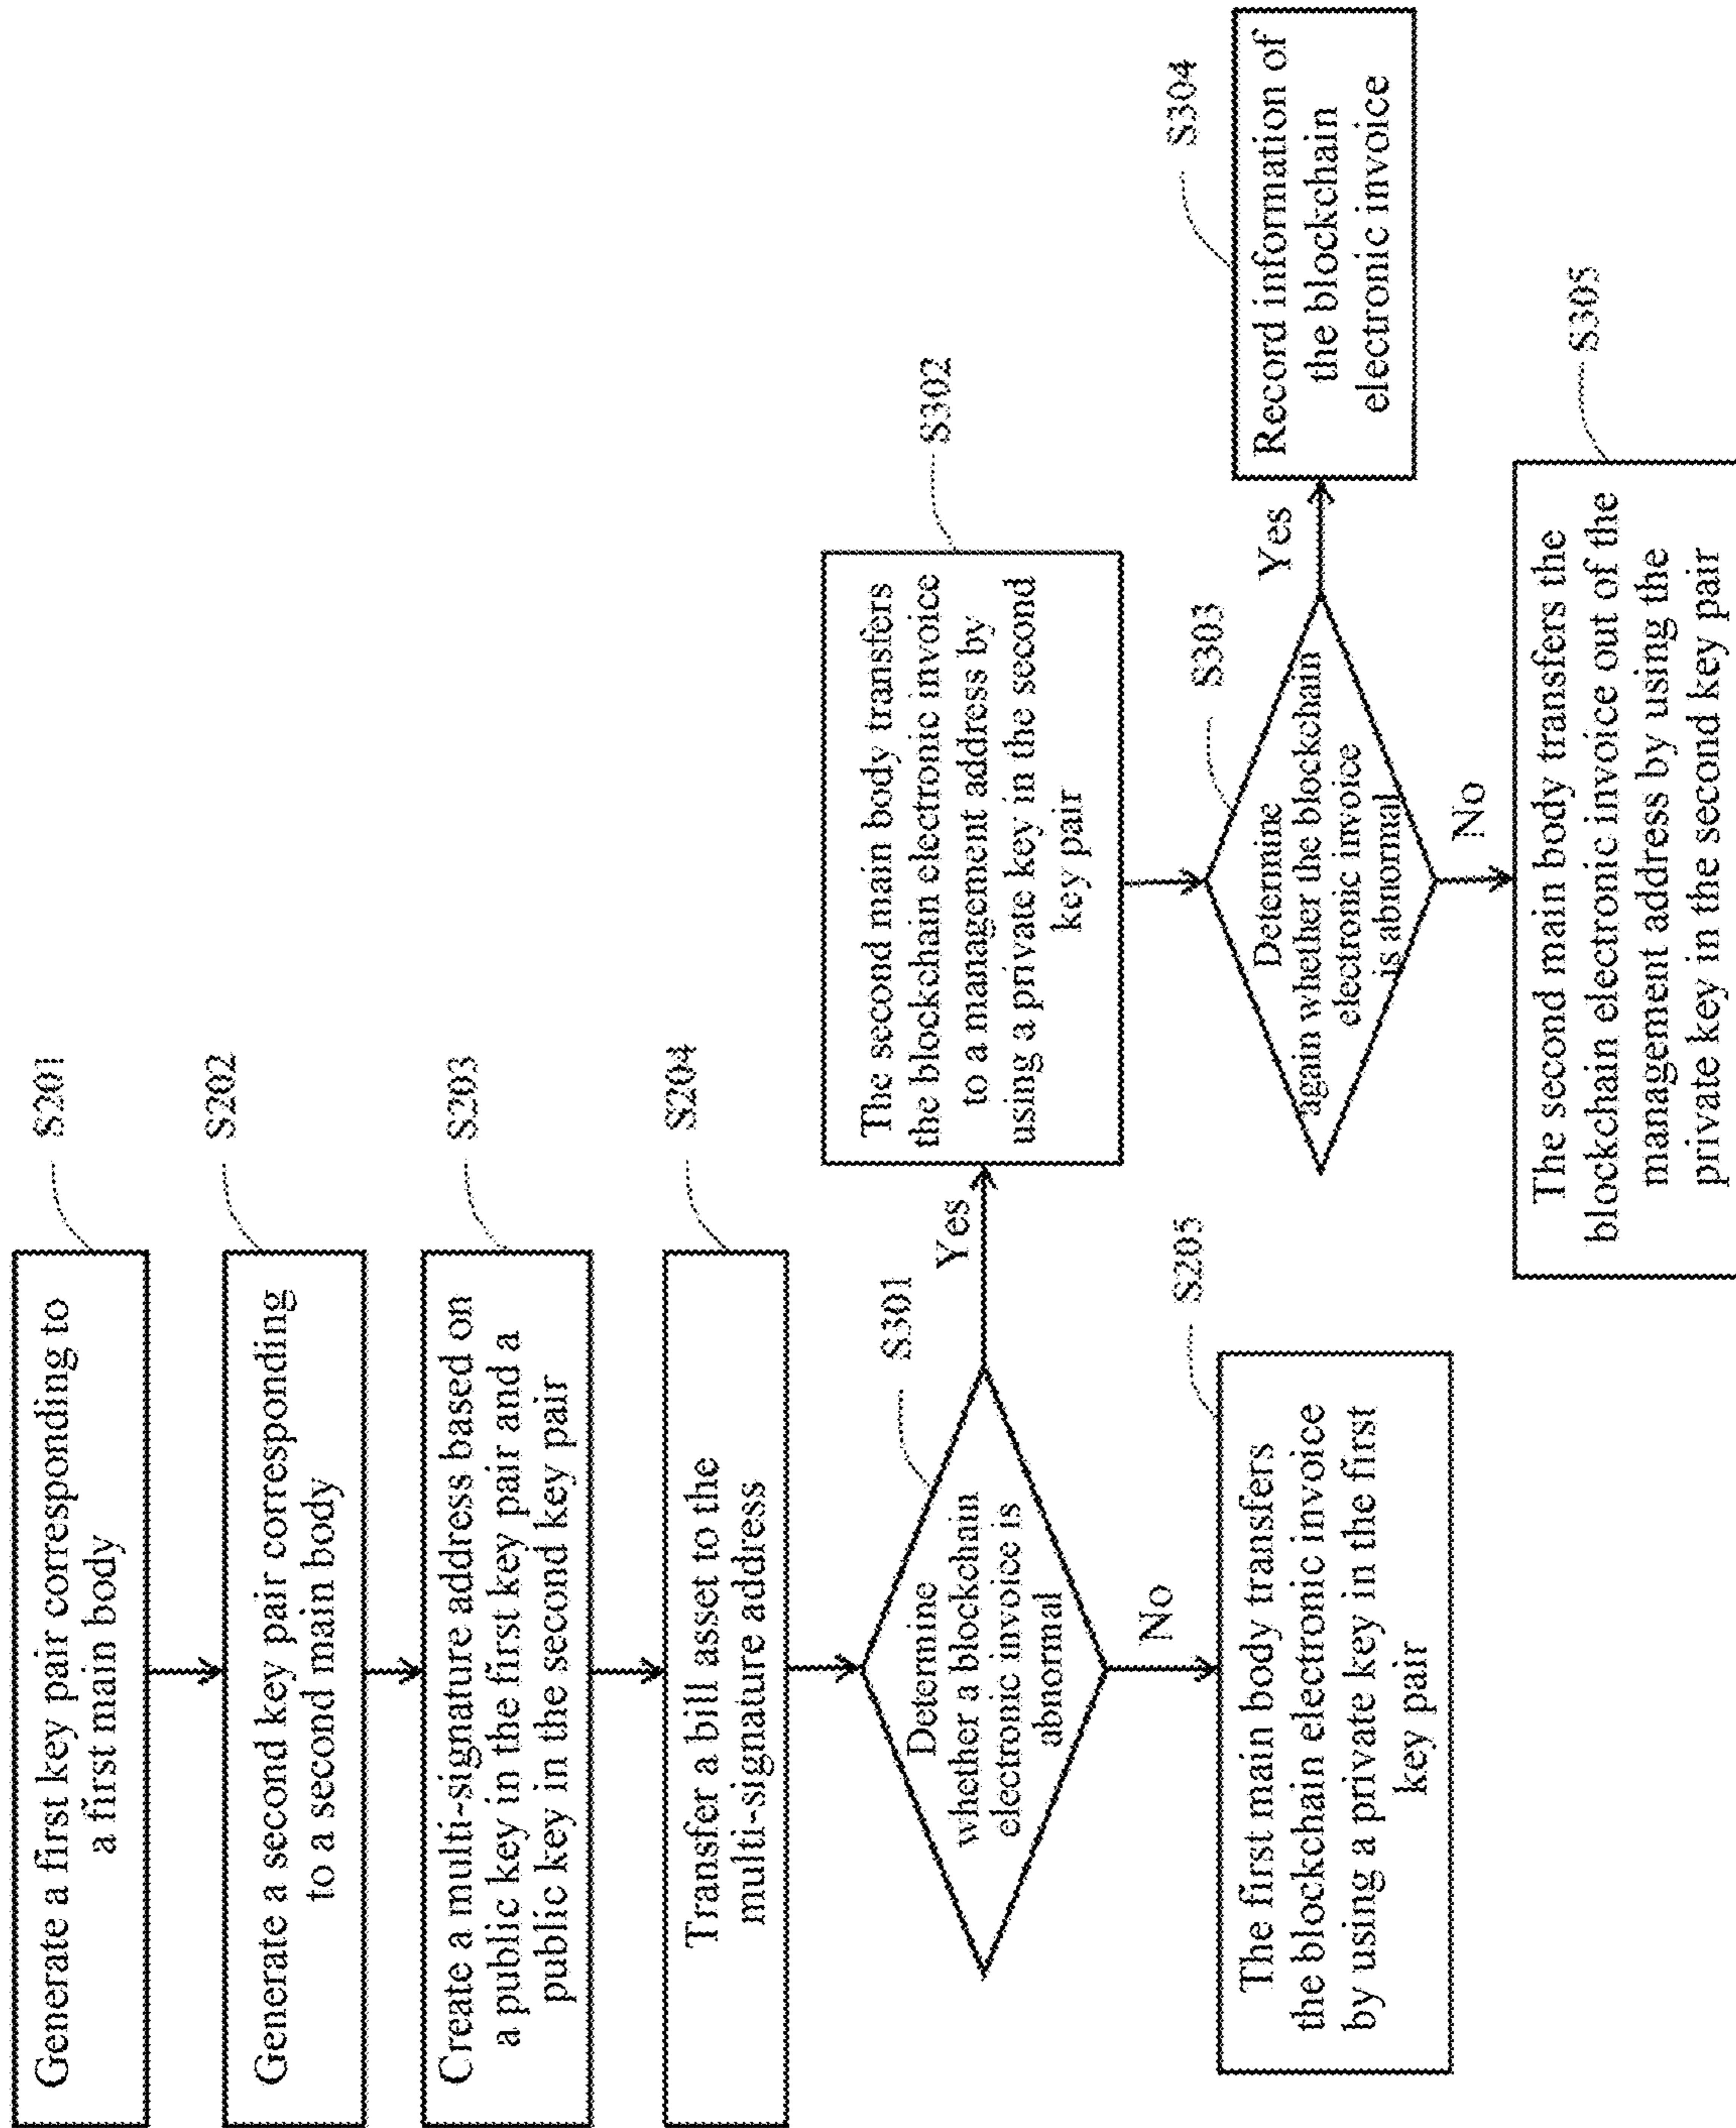 S201
Generate a first key pair corresponding to
a first main body
S202
Generate a second key pair corresponding
to a second main body
S203
Create a multi-signature address based on
a public key in the first key pair and a
public key in the second key pair
S204
Transfer a bill asset to the
multi-signature address
S301
Determine
whether a blockchain
electronic invoice is
abnormal
Yes
No
S205
The first main body transfers
the blockchain electronic invoice
by using a private key in the first
key pair
S302
The second main body transfers
the blockchain electronic invoice
to a management address by
using a private key in the second
key pair
S303
Determine
again whether the blockchain
electronic invoice
is abnormal
Yes
No
S304
Record information of
the blockchain
electronic invoice
S305
The second main body transfers the
blockchain electronic invoice out of the
management address by using the
private key in the second key pair